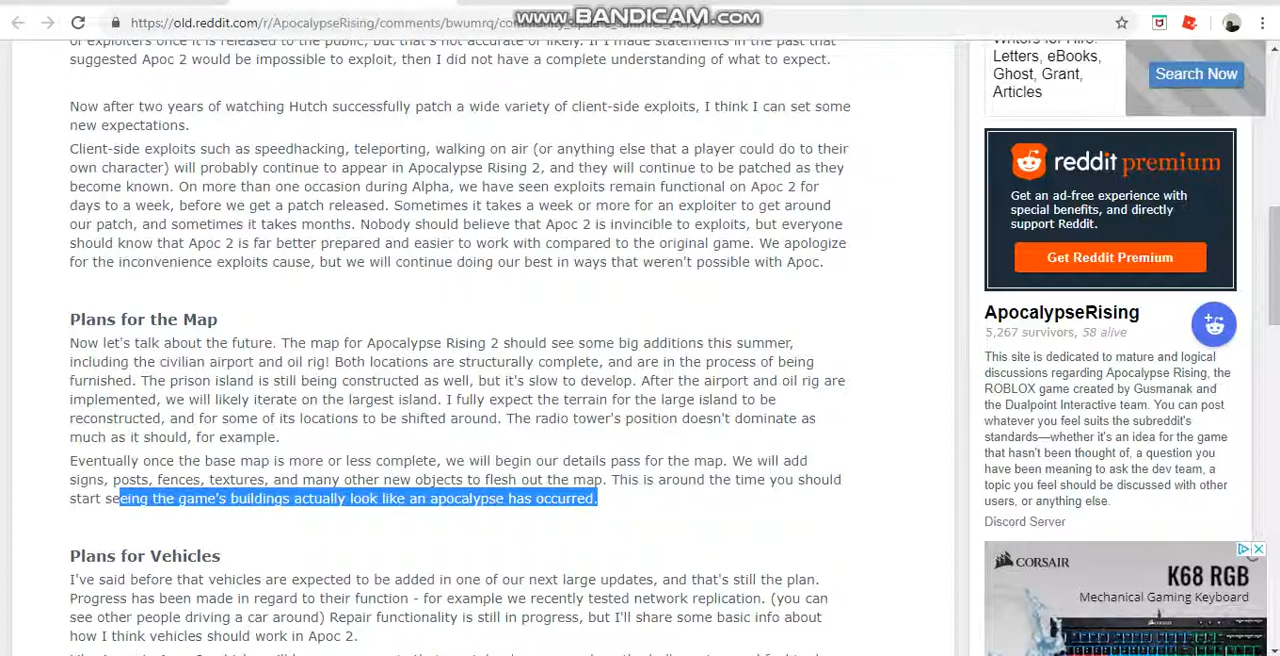 www.BANDICAM.com
https://old.reddit.com/r/ApocalypseRising/comments/bwumrq/
of exploiters once it is released to the public, but that's not accurate or likely. If I made statements in the past that
suggested Apoc 2 would be impossible to exploit, then I did not have a complete understanding of what to expect.
Now after two years of watching Hutch successfully patch a wide variety of client-side exploits, I think I can set some
new expectations.
Client-side exploits such as speedhacking, teleporting, walking on air (or anything else that a player could do to their
own character) will probably continue to appear in Apocalypse Rising 2, and they will continue to be patched as they
become known. On more than one occasion during Alpha, we have seen exploits remain functional on Apoc 2 for
days to a week, before we get a patch released. Sometimes it takes a week or more for an exploiter to get around
our patch, and sometimes it takes months. Nobody should believe that Apoc 2 is invincible to exploits, but everyone
should know that Apoc 2 is far better prepared and easier to work with compared to the original game. We apologize
for the inconvenience exploits cause, but we will continue doing our best in ways that weren't possible with Apoc.
Plans for the Map
Now let's talk about the future. The map for Apocalypse Rising 2 should see some big additions this summer,
including the civilian airport and oil rig! Both locations are structurally complete, and are in the process of being
furnished. The prison island is still being constructed as well, but it's slow to develop. After the airport and oil rig are
implemented, we will likely iterate on the largest island. I fully expect the terrain for the large island to be
reconstructed, and for some of its locations to be shifted around. The radio tower's position doesn't dominate as
much as it should, for example.
Eventually once the base map is more or less complete, we will begin our details pass for the map. We will add
signs, posts, fences, textures, and many other new objects to flesh out the map. This is around the time you should
start seeing the game's buildings actually look like an apocalypse has occurred.
Plans for Vehicles
I've said before that vehicles are expected to be added in one of our next large updates, and that's still the plan.
Progress has been made in regard to their function - for example we recently tested network replication. (you can
see other people driving a car around) Repair functionality is still in progress, but I'll share some basic info about
how I think vehicles should work in Apoc 2.
Letters, eBooks,
Ghost, Grant,
Articles
Search Now
reddit premium
Get an ad-free experience with
special benefits, and directly
support Reddit.
Get Reddit Premium
ApocalypseRising
5,267 survivors, 58 alive
This site is dedicated to mature and logical
discussions regarding Apocalypse Rising, the
ROBLOX game created by Gusmanak and
the Dualpoint Interactive team. You can post
whatever you feel suits the subreddit's
standards—whether it's an idea for the game
that hasn't been thought of, a question you
have been meaning to ask the dev team, a
topic you feel should be discussed with other
users, or anything else.
Discord Server
CORSAIR
K68 RGB
Mechanical Gaming Keyboard